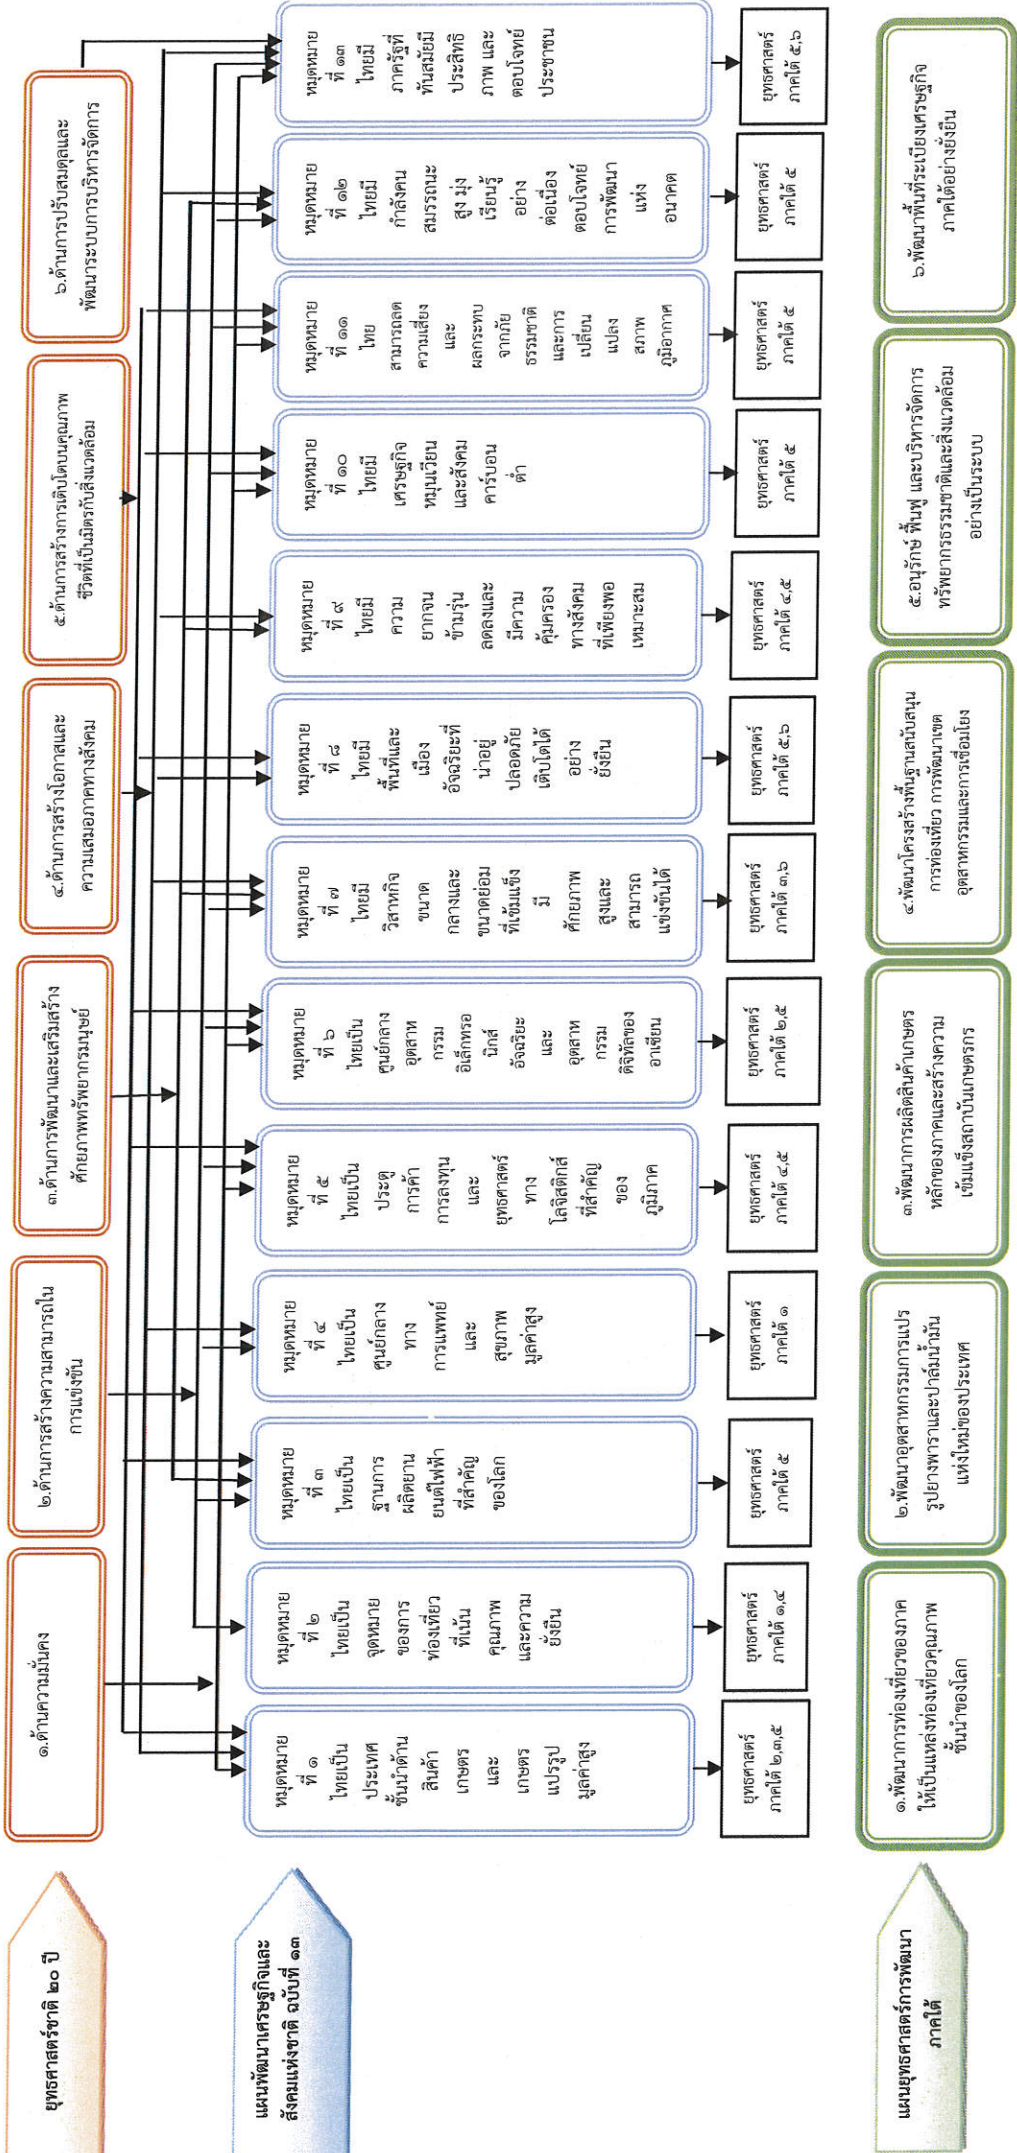 ยุทธศาสตร์ชาติ ๒๐ ปี
๑.ด้านความมั่นคง
๒.ด้านการสร้างความสามารถใน
การแข่งขัน
๓.ด้านการพัฒนาและเสริมสร้าง
ศักยภาพทรัพยากรมนุษย์
๔.ด้านการสร้างโอกาสและ
ความเสมอภาคทางสังคม
๕.ด้านการสร้างการเติบโตบนคุณภาพ
ชีวิตที่เป็นมิตรกับสิ่งแวดล้อม
๖.ด้านการปรับสมดุลและ
พัฒนาระบบการบริหารจัดการ
แผนพัฒนาเศรษฐกิจและ
สังคมแห่งชาติ ฉบับที่ ๑๓
หมุดหมาย
ที่ ๑
ไทยเป็น
ประเทศ
ชั้นนำด้าน
สินค้า
เกษตร
และ
เกษตร
แปรรูป
มูลค่าสูง
หมุดหมาย
ที่ ๒
ไทยเป็น
จุดหมาย
ของการ
ท่องเที่ยว
ที่เน้น
คุณภาพ
และความ
ยั่งยืน
หมุดหมาย
ที่ ๓
ไทยเป็น
ฐานการ
ผลิตยาน
ยนต์ไฟฟ้า
ที่สำคัญ
ของโลก
หมุดหมาย
ที่ ๔
ไทยเป็น
ศูนย์กลาง
ทาง
การแพทย์
และ
สุขภาพ
มูลค่าสูง
หมุดหมาย
ที่ ๕
ไทยเป็น
ประตู
การค้า
การลงทุน
และ
ยุทธศาสตร์
ทาง
โลจิสติกส์
ที่สำคัญ
ของ
ภูมิภาค
หมุดหมาย
ที่ ๖
ไทยเป็น
ศูนย์กลาง
อุตสาห
กรรม
อิเล็กทรอ
นิกส์
อัจฉริยะ
และ
อุตสาห
กรรม
ดิจิทัลของ
อาเซียน
หมุดหมาย
ที่ ๗
ไทยมี
วิสาหกิจ
ขนาด
กลางและ
ขนาดย่อม
ที่เข้มแข็ง
มี
ศักยภาพ
สูงและ
สามารถ
แข่งขันได้
หมุดหมาย
ที่ ๘
ไทยมี
พื้นที่และ
เมือง
อัจฉริยะที่
น่าอยู่
ปลอดภัย
เติบโตได้
อย่าง
ยั่งยืน
หมุดหมาย
ที่ ๙
ไทยมี
ความ
ยากจน
ข้ามรุ่น
ลดลงและ
มีความ
คุ้มครอง
ทางสังคม
ที่เพียงพอ
เหมาะสม
หมุดหมาย
ที่ ๑๐
ไทยมี
เศรษฐกิจ
หมุนเวียน
และสังคม
คาร์บอน
ต่ำ
หมุดหมาย
ที่ ๑๑
ไทย
สามารถลด
ความเสี่ยง
และ
ผลกระทบ
จากภัย
ธรรมชาติ
และการ
เปลี่ยน
แปลง
สภาพ
ภูมิอากาศ
หมุดหมาย
ที่ ๑๒
ไทยมี
กำลังคน
สมรรถนะ
สูง มุ่ง
เรียนรู้
อย่าง
ต่อเนื่อง
ตอบโจทย์
การพัฒนา
แห่ง
อนาคต
หมุดหมาย
ที่ ๑๓
ไทยมี
ภาครัฐที่
ทันสมัยมี
ประสิทธิ
ภาพ และ
ตอบโจทย์
ประชาชน
ยุทธศาสตร์
ภาคใต้ ๒,๓,๕
ยุทธศาสตร์
ภาคใต้ ๑,๔
ยุทธศาสตร์
ภาคใต้ ๕
ยุทธศาสตร์
ภาคใต้ ๑
ยุทธศาสตร์
ภาคใต้ ๔,๕
ยุทธศาสตร์
ภาคใต้ ๒,๕
ยุทธศาสตร์
ภาคใต้ ๓,๖
ยุทธศาสตร์
ภาคใต้ ๕,๖
ยุทธศาสตร์
ภาคใต้ ๔,๕
ยุทธศาสตร์
ภาคใต้ ๕
ยุทธศาสตร์
ภาคใต้ ๕
ยุทธศาสตร์
ภาคใต้ ๕
ยุทธศาสตร์
ภาคใต้ ๕,๖
แผนยุทธศาสตร์การพัฒนา
ภาคใต้
๑.พัฒนาการท่องเที่ยวของภาค
ให้เป็นแหล่งท่องเที่ยวคุณภาพ
ชั้นนำของโลก
๒.พัฒนาอุตสาหกรรมการแปร
รูปยางพาราและปาล์มน้ำมัน
แห่งใหม่ของประเทศ
๓.พัฒนาการผลิตสินค้าเกษตร
หลักของภาคและสร้างความ
เข้มแข็งสถาบันเกษตรกร
๔.พัฒนาโครงสร้างพื้นฐานสนับสนุน
การท่องเที่ยว การพัฒนาเขต
อุตสาหกรรมและการเชื่อมโยง
๕.อนุรักษ์ ฟื้นฟู และบริหารจัดการ
ทรัพยากรธรรมชาติและสิ่งแวดล้อม
อย่างเป็นระบบ
๖.พัฒนาพื้นที่ระเบียงเศรษฐกิจ
ภาคใต้อย่างยั่งยืน